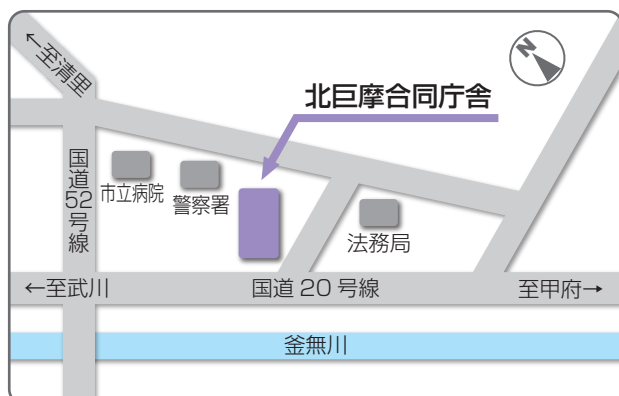 ←至清里
N
北巨摩合同庁舎
国道52号線
市立病院
警察署
法務局
←至武川
国道20号線
至甲府→
釜無川